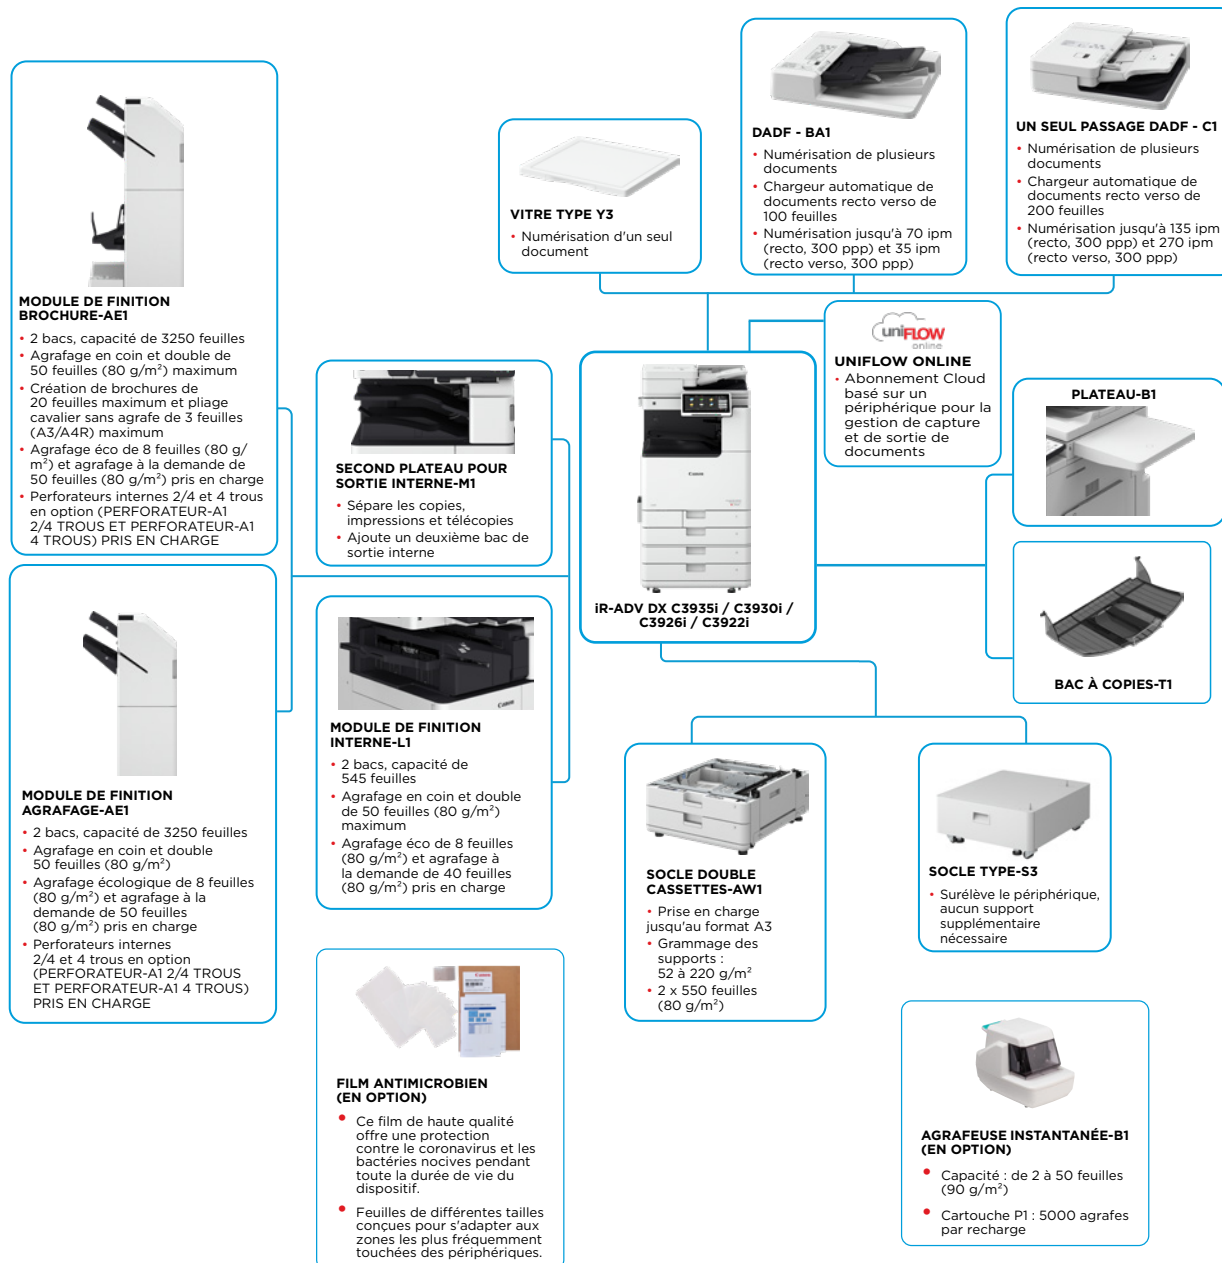 DADF - BA1
• Numérisation de plusieurs
documents
• Chargeur automatique de
documents recto verso de
100 feuilles
• Numérisation jusqu'à 70 ipm
(recto, 300 ppp) et 35 ipm
(recto verso, 300 ppp)
UN SEUL PASSAGE DADF - C1
• Numérisation de plusieurs
documents
• Chargeur automatique de
documents recto verso de
200 feuilles
• Numérisation jusqu'à 135 ipm
(recto, 300 ppp) et 270 ipm
(recto verso, 300 ppp)
VITRE TYPE Y3
• Numérisation d'un seul
document
MODULE DE FINITION
BROCHURE-AE1
• 2 bacs, capacité de 3250 feuilles
• Agrafage en coin et double de
50 feuilles (80 g/m²) maximum
• Création de brochures de
20 feuilles maximum et pliage
cavalier sans agrafe de 3 feuilles
(A3/A4R) maximum
• Agrafage éco de 8 feuilles (80 g/
m²) et agrafage à la demande de
50 feuilles (80 g/m²) pris en charge
• Perforateurs internes 2/4 et 4 trous
en option (PERFORATEUR-A1
2/4 TROUS ET PERFORATEUR-A1
4 TROUS) PRIS EN CHARGE
uniFLOW
online
UNIFLOW ONLINE
• Abonnement Cloud
basé sur un
périphérique pour la
gestion de capture
et de sortie de
documents
SECOND PLATEAU POUR
SORTIE INTERNE-M1
• Sépare les copies,
impressions et télécopies
• Ajoute un deuxième bac de
sortie interne
Canon
iR-ADV DX C3935i / C3930i /
C3926i / C3922i
PLATEAU-B1
BAC À COPIES-T1
MODULE DE FINITION
AGRAFAGE-AE1
• 2 bacs, capacité de 3250 feuilles
• Agrafage en coin et double
50 feuilles (80 g/m²)
• Agrafage écologique de 8 feuilles
(80 g/m²) et agrafage à la
demande de 50 feuilles
(80 g/m²) pris en charge
• Perforateurs internes
2/4 et 4 trous en option
(PERFORATEUR-A1 2/4 TROUS
ET PERFORATEUR-A1 4 TROUS)
PRIS EN CHARGE
Canon
MODULE DE FINITION
INTERNE-L1
• 2 bacs, capacité de
545 feuilles
• Agrafage en coin et double
de 50 feuilles (80 g/m²)
maximum
• Agrafage éco de 8 feuilles
(80 g/m²) et agrafage à
la demande de 40 feuilles
(80 g/m²) pris en charge
SOCLE DOUBLE
CASSETTES-AW1
• Prise en charge
jusqu'au format A3
• Grammage des
supports :
52 à 220 g/m²
• 2 x 550 feuilles
(80 g/m²)
SOCLE TYPE-S3
• Surélève le périphérique,
aucun support
supplémentaire
nécessaire
Canon
FILM ANTIMICROBIEN
(EN OPTION)
• Ce film de haute qualité
offre une protection
contre le coronavirus et les
bactéries nocives pendant
toute la durée de vie du
dispositif.
• Feuilles de différentes tailles
conçues pour s'adapter aux
zones les plus fréquemment
touchées des périphériques.
AGRAFEUSE INSTANTANÉE-B1
(EN OPTION)
• Capacité : de 2 à 50 feuilles
(90 g/m²)
• Cartouche P1 : 5000 agrafes
par recharge